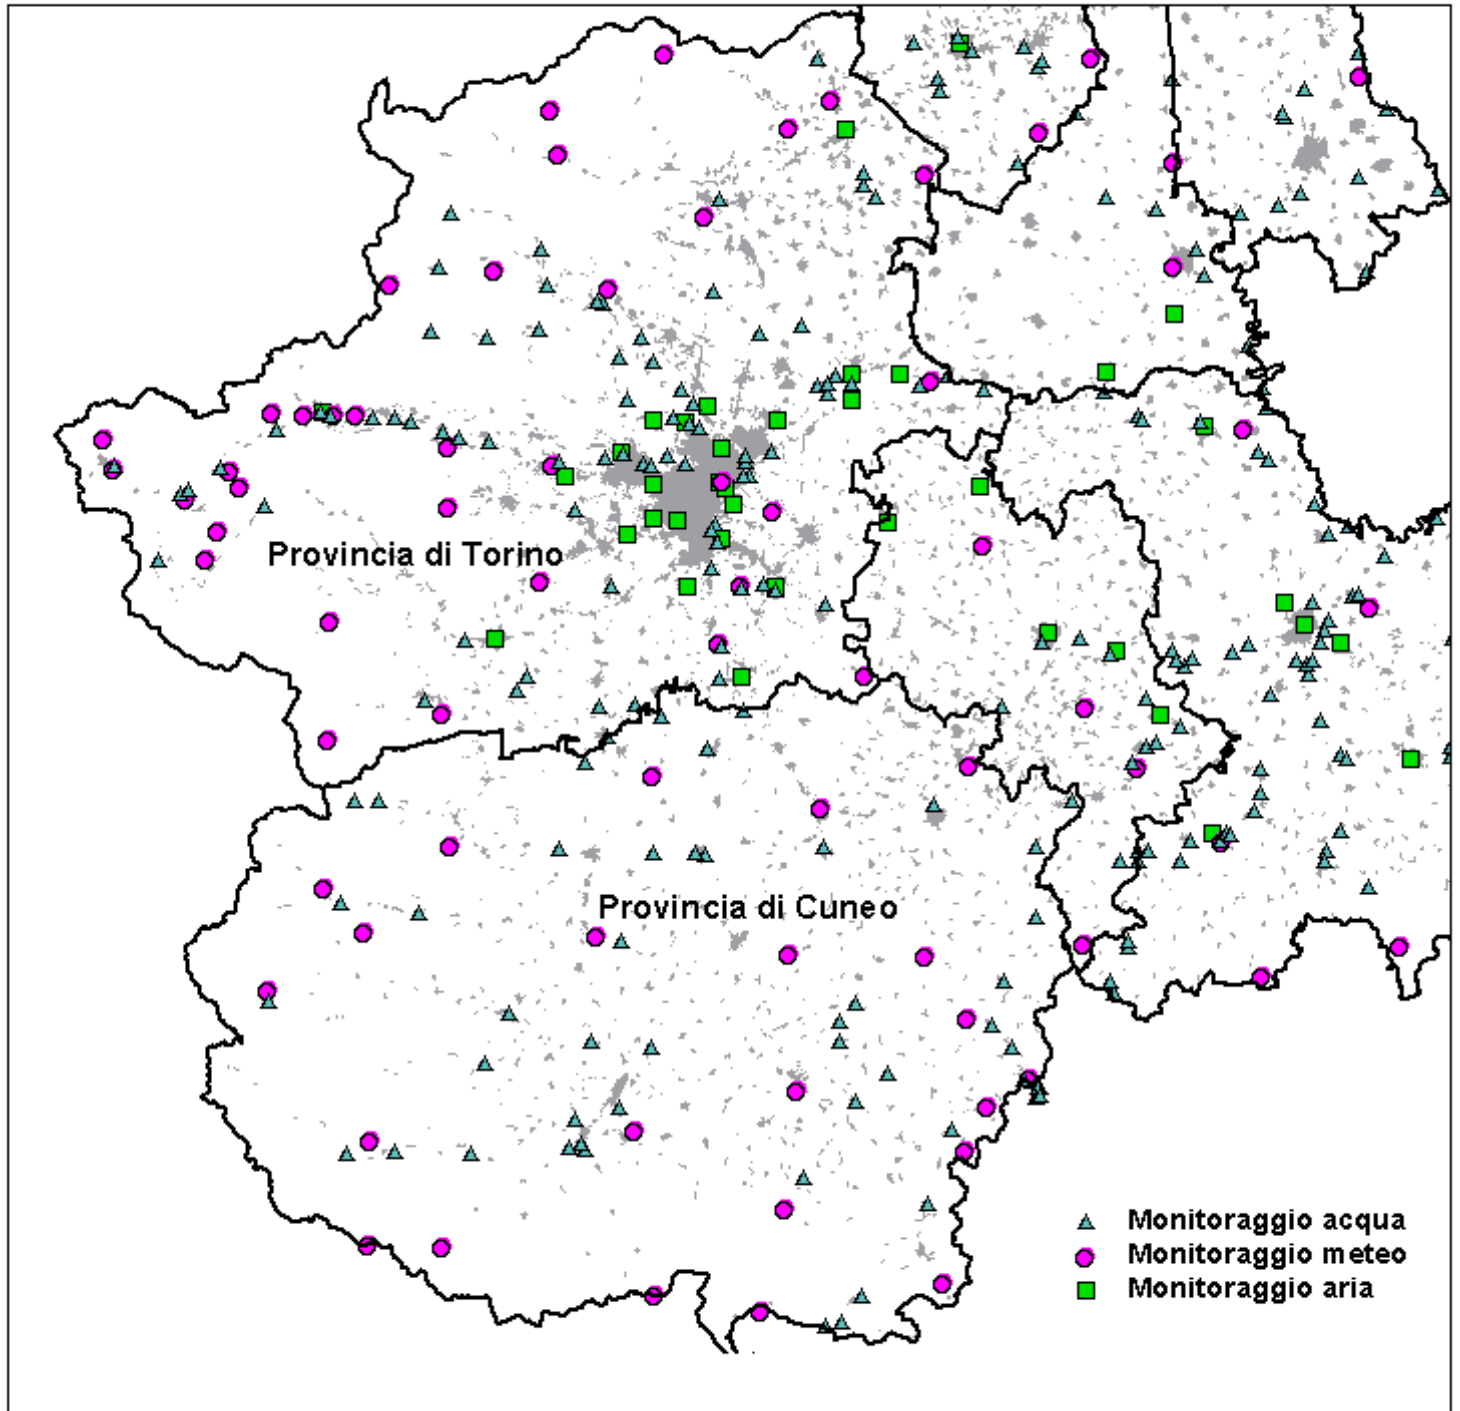 Provincia di Torino
Provincia di Cuneo
Monitoraggio acqua
Monitoraggio meteo
Monitoraggio aria